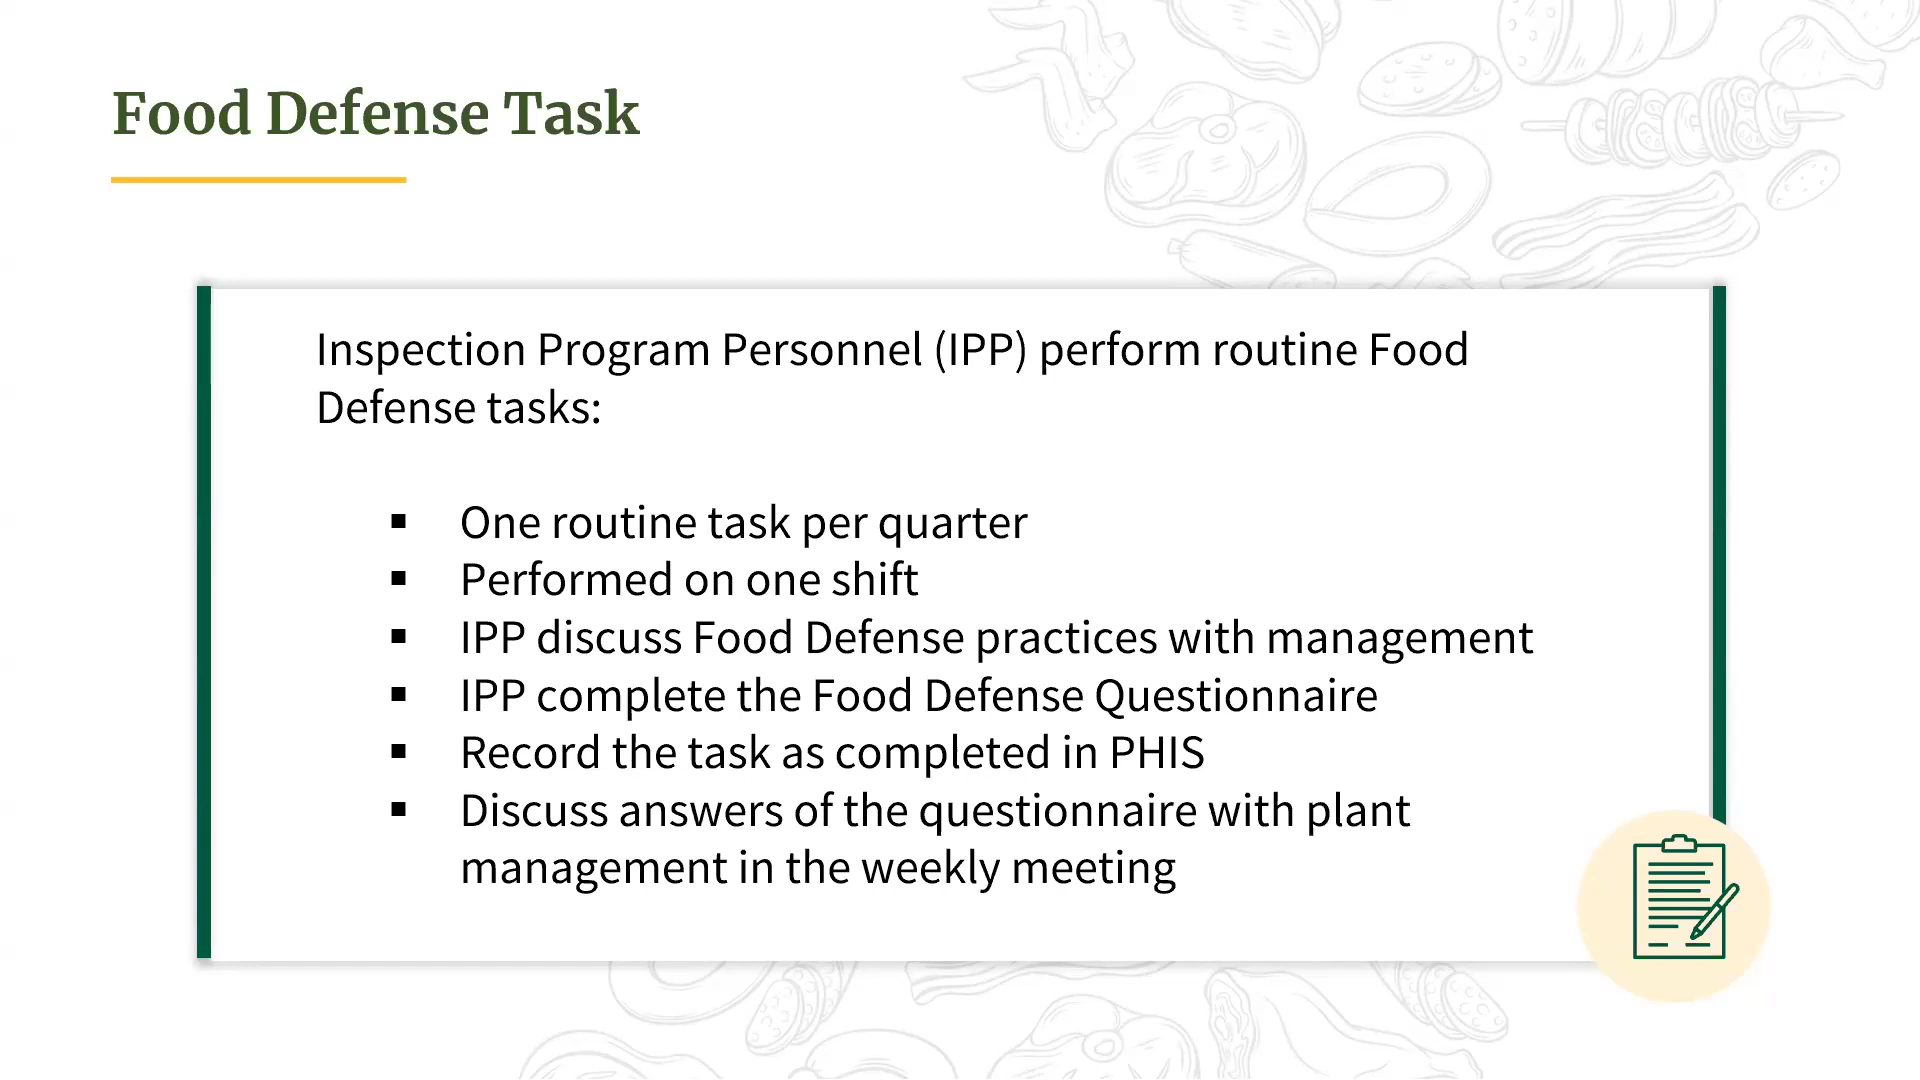 Food Defense Task
Inspection Program Personnel (IPP) perform routine Food
Defense tasks:
▪ One routine task per quarter
▪ Performed on one shift
▪ IPP discuss Food Defense practices with management
▪ IPP complete the Food Defense Questionnaire
▪ Record the task as completed in PHIS
▪ Discuss answers of the questionnaire with plant
management in the weekly meeting